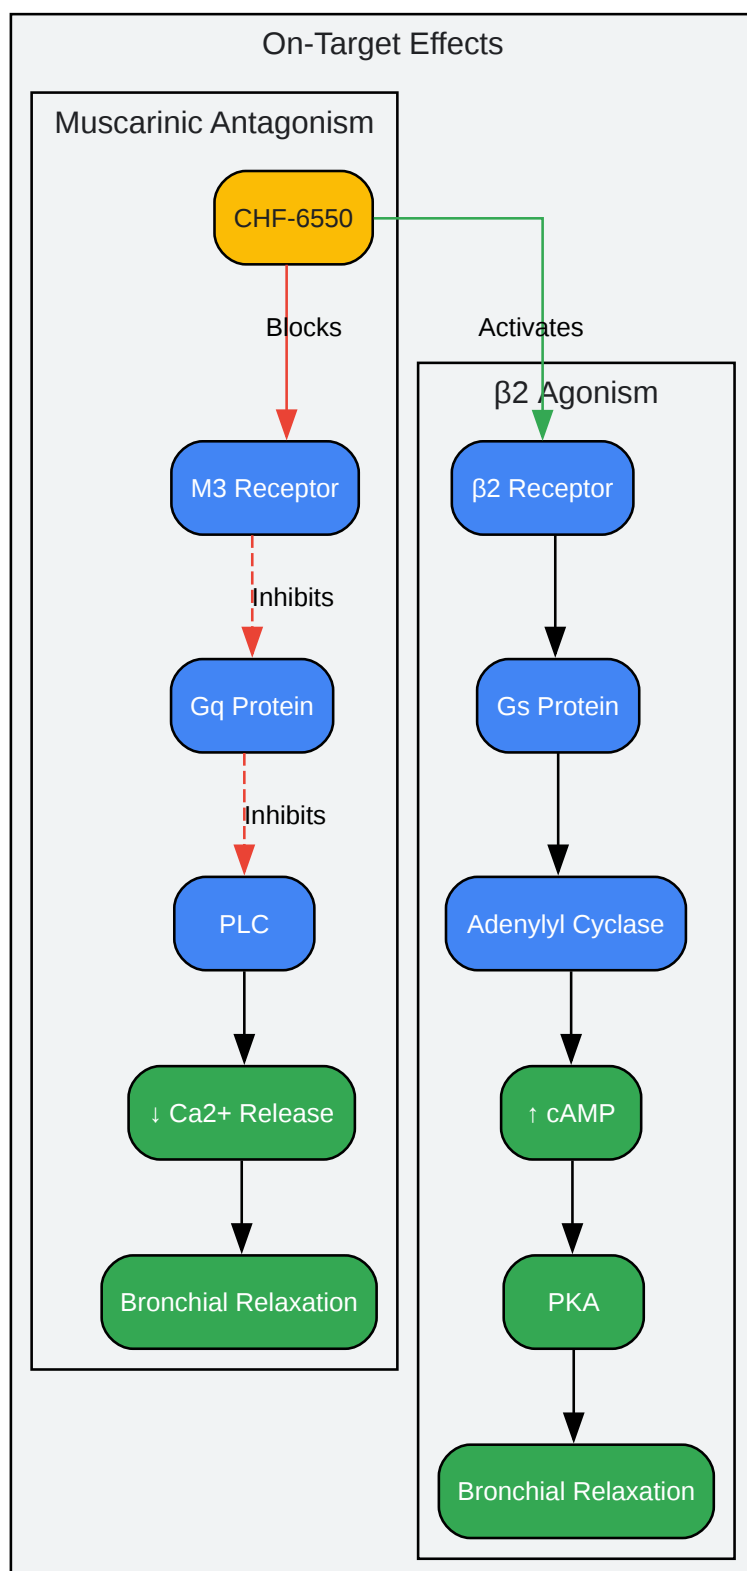 On-Target Effects
Muscarinic Antagonism
CHF-6550
Blocks
Activates
β2 Agonism
M3 Receptor
β2 Receptor
Inhibits
Gq Protein
Gs Protein
Inhibits
PLC
Adenylyl Cyclase
↓ Ca2+ Release
↑ cAMP
Bronchial Relaxation
PKA
Bronchial Relaxation